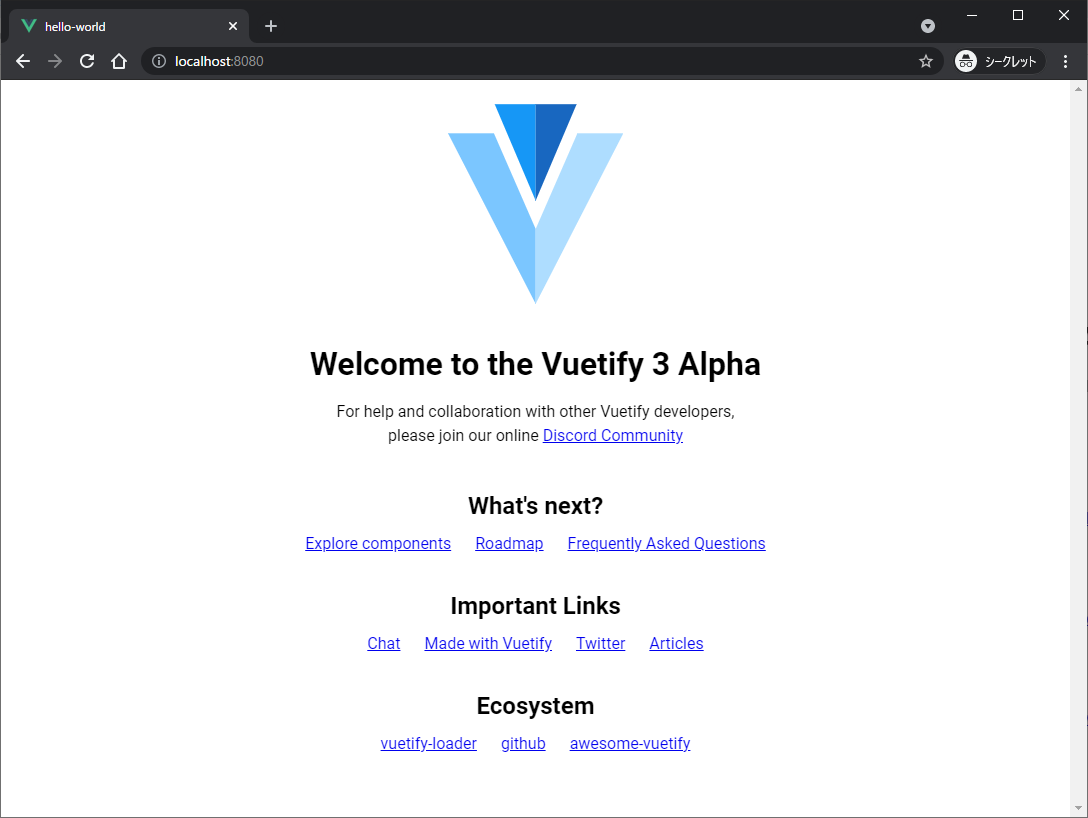 hello-world
localhost:8080
シークレット
Welcome to the Vuetify 3 Alpha
For help and collaboration with other Vuetify developers,
please join our online Discord Community
What's next?
Explore components Roadmap Frequently Asked Questions
Important Links
Chat Made with Vuetify Twitter Articles
Ecosystem
vuetify-loader github awesome-vuetify